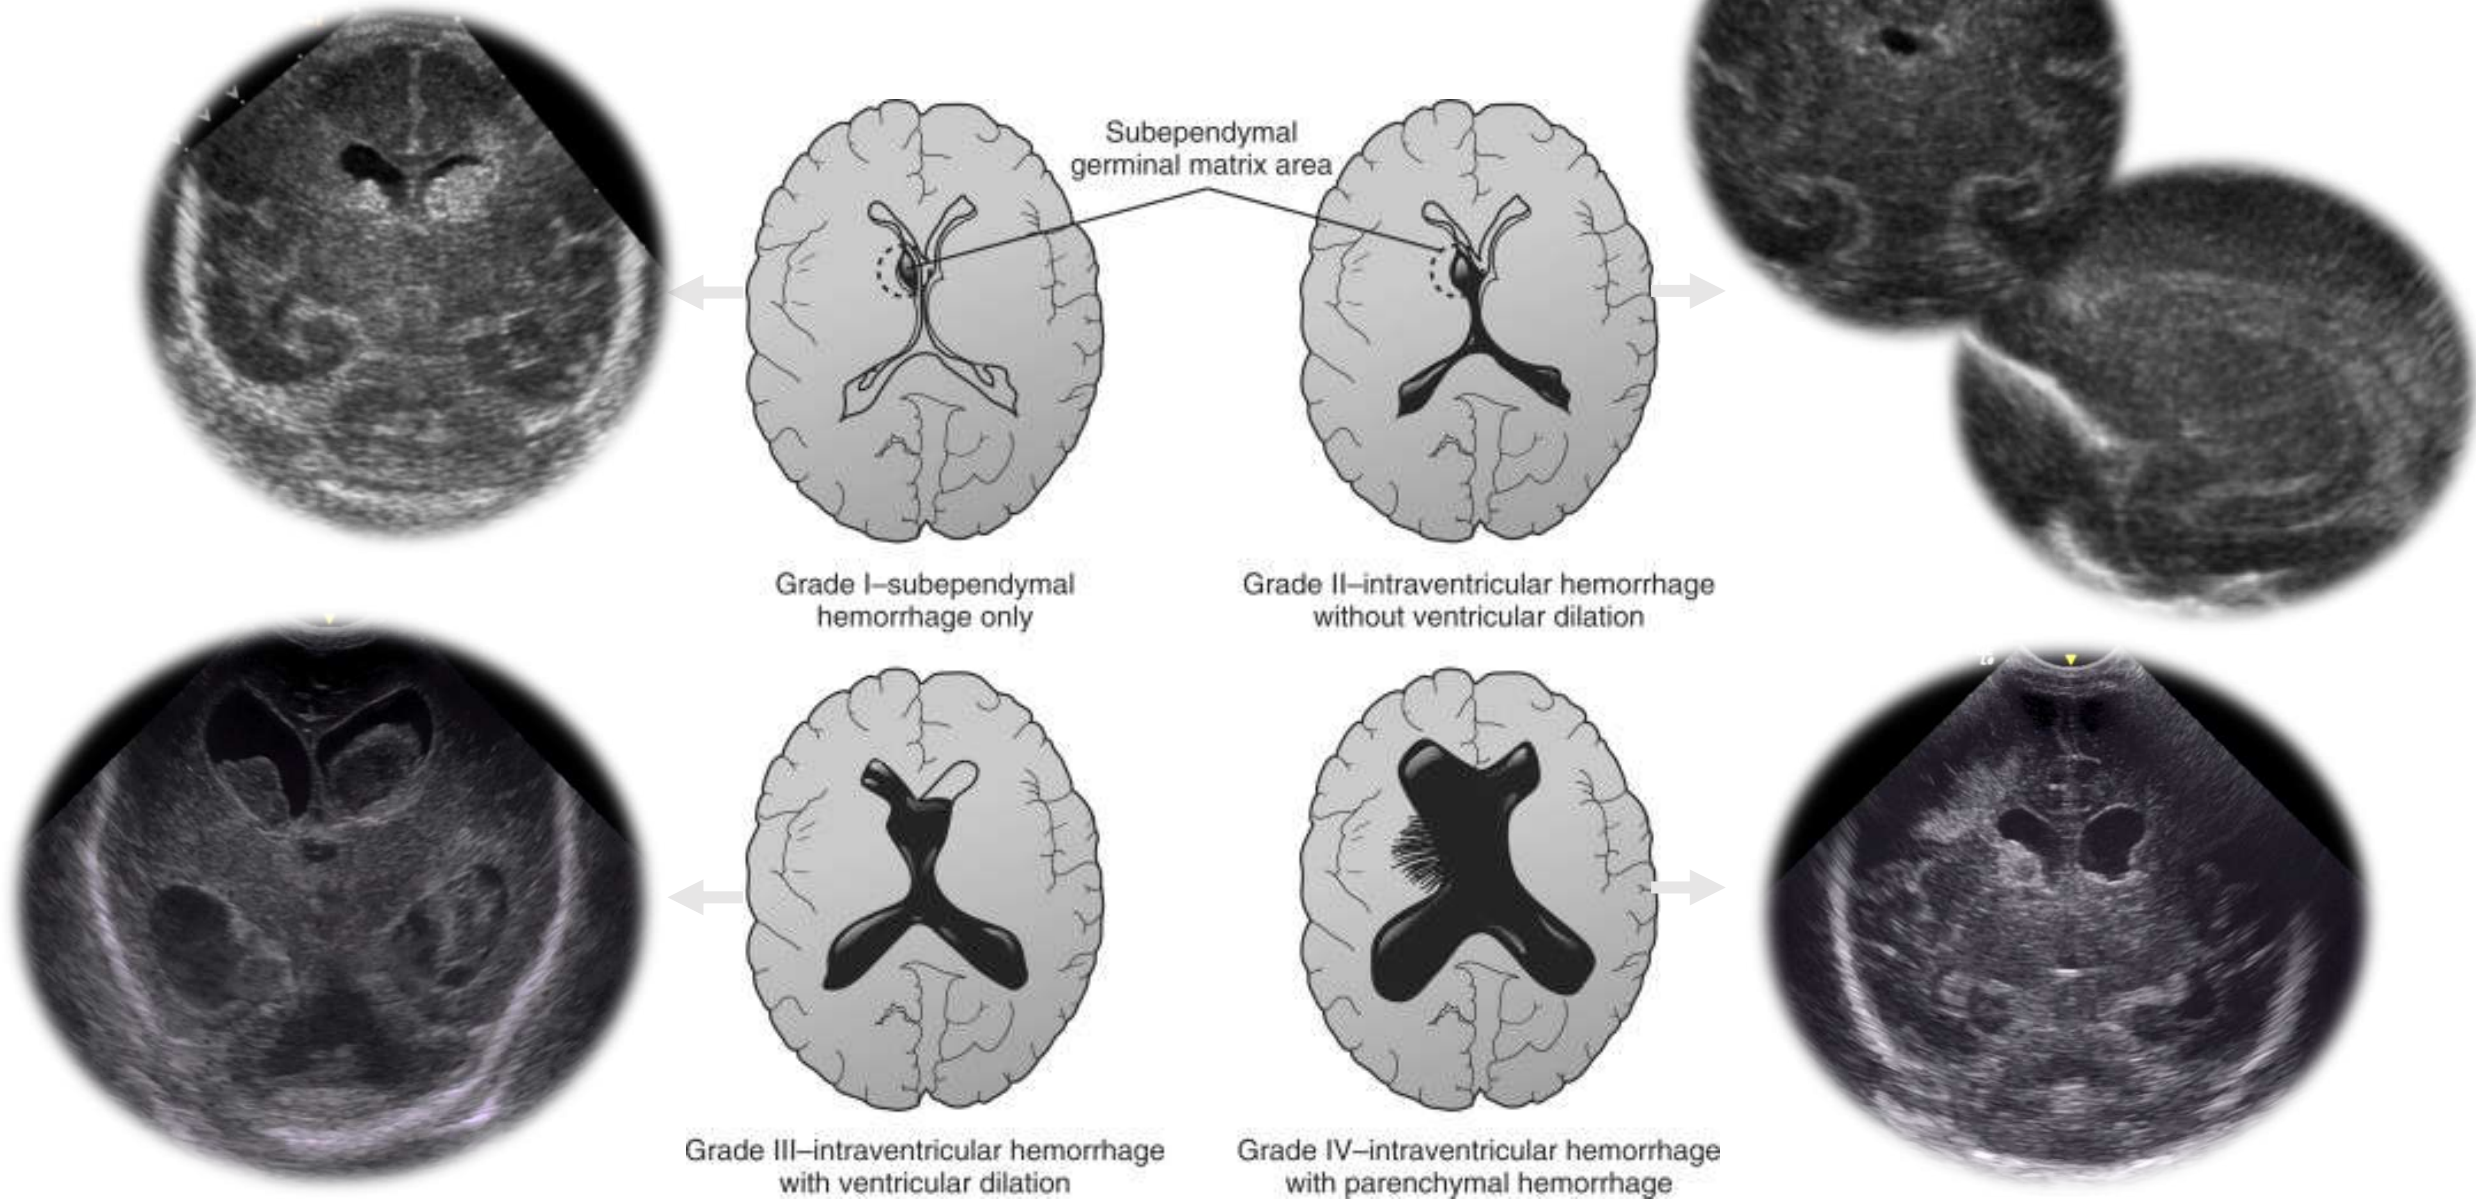 Subependymal
germinal matrix area
Grade I–subependymal
hemorrhage only
Grade II–intraventricular hemorrhage
without ventricular dilation
Grade III–intraventricular hemorrhage
with ventricular dilation
Grade IV–intraventricular hemorrhage
with parenchymal hemorrhage